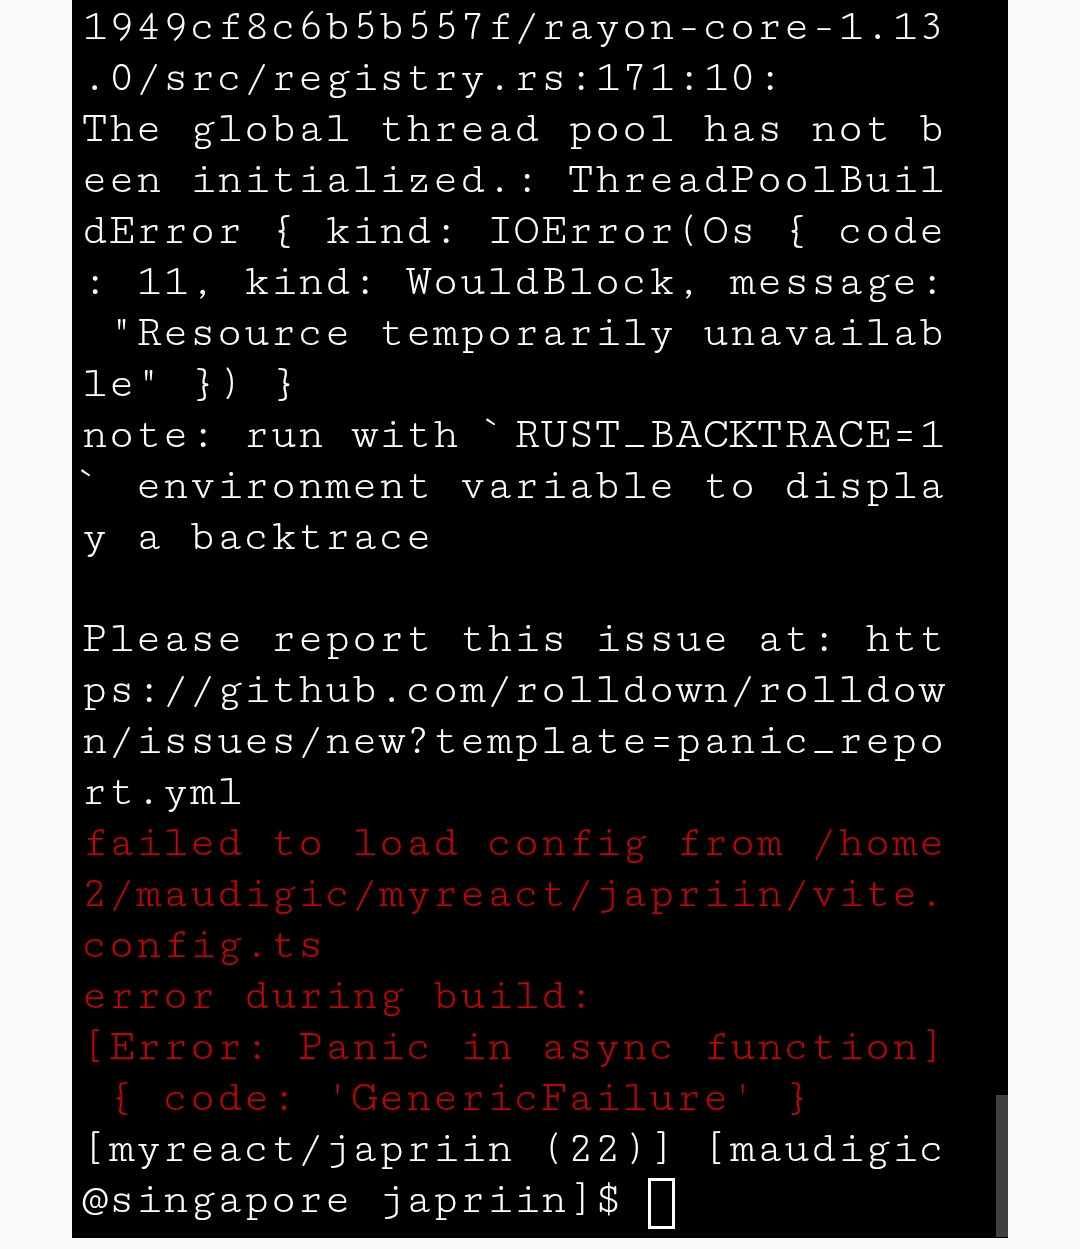 1949cf8c6b5b557f/rayon-core-1.13
.0/src/registry.rs:171:10:
The global thread pool has not b
een initialized.: ThreadPoolBuil
dError { kind: IOError(Os { code
: 11, kind: WouldBlock, message:
 "Resource temporarily unavailab
le" }) }
note: run with `RUST_BACKTRACE=1
` environment variable to displa
y a backtrace

Please report this issue at: htt
ps://github.com/rolldown/rolldow
n/issues/new?template=panic_repo
rt.yml
failed to load config from /home
2/maudigic/myreact/japriin/vite.
config.ts
error during build:
[Error: Panic in async function]
 { code: 'GenericFailure' }
[myreact/japriin (22)] [maudigic
@singapore japriin]$